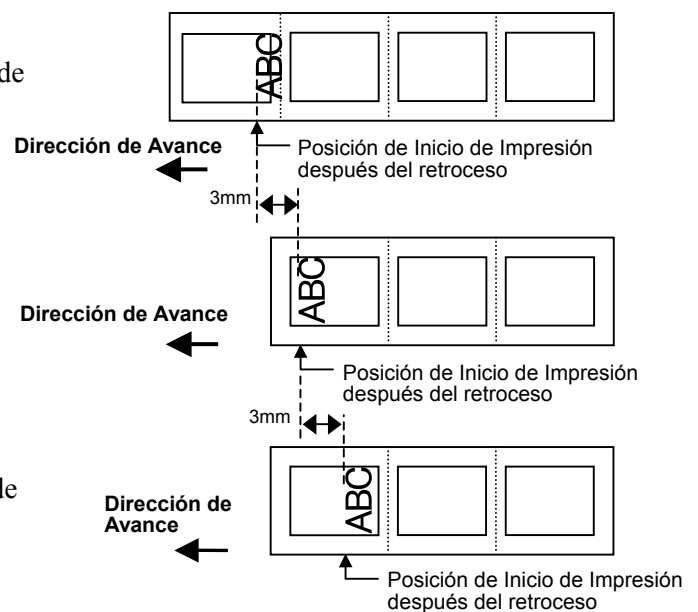 ABC
de
Dirección de Avance
Posición de Inicio de Impresión
después del retroceso
3mm
ABC
Dirección de Avance
Posición de Inicio de Impresión
después del retroceso
3mm
ABC
de
Dirección de
Avance
Posición de Inicio de Impresión
después del retroceso